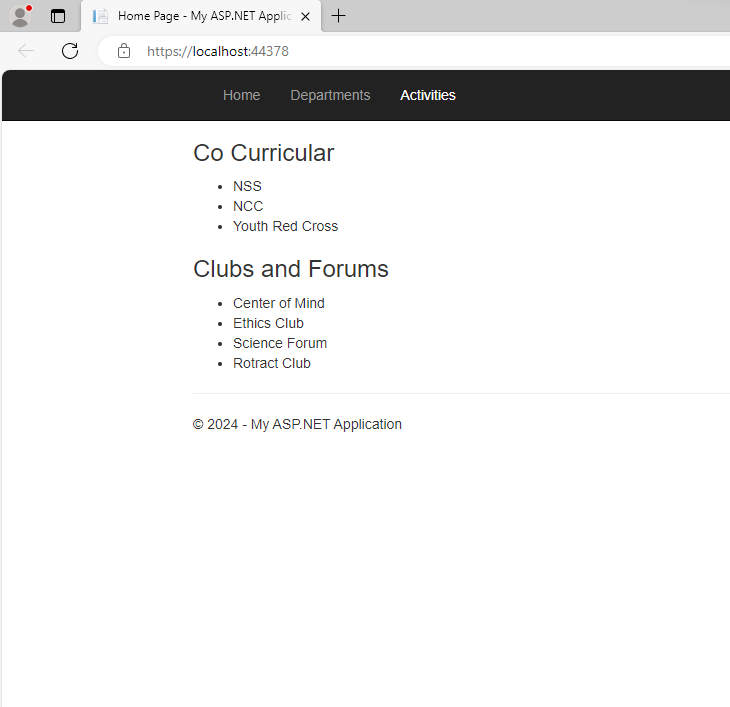 Home Page - My ASP.NET Applic
https://localhost:44378
Home Departments Activities
Co Curricular
• NSS
• NCC
• Youth Red Cross
Clubs and Forums
• Center of Mind
• Ethics Club
• Science Forum
• Rotract Club
© 2024 - My ASP.NET Application